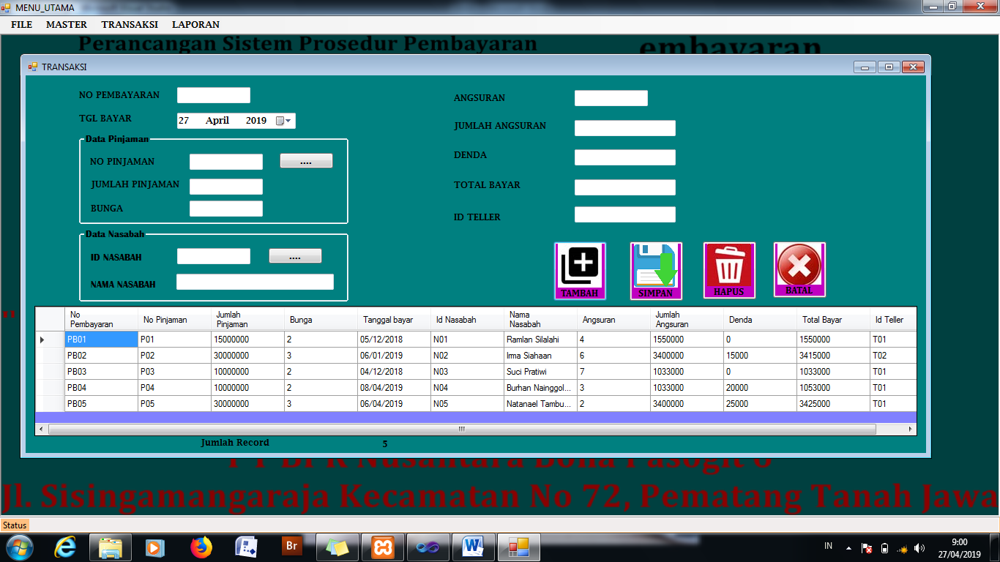 MENU_UTAMA
FILE MASTER TRANSAKSI LAPORAN
Perancangan Sistem Prosedur Pembayaran
embayaran
TRANSAKSI
NO PEMBAYARAN
TGL BAYAR 27 April 2019
Data Pinjaman
NO PINJAMAN ....
JUMLAH PINJAMAN
BUNGA
Data Nasabah
ID NASABAH ....
NAMA NASABAH
ANGSURAN
JUMLAH ANGSURAN
DENDA
TOTAL BAYAR
ID TELLER
TAMBAH SIMPAN HAPUS BATAL
No Pembayaran No Pinjaman Jumlah Pinjaman Bunga Tanggal bayar Id Nasabah Nama Nasabah Angsuran Jumlah Angsuran Denda Total Bayar Id Teller
PB01 P01 15000000 2 05/12/2018 N01 Ramlan Silalahi 4 1550000 0 1550000 T01
PB02 P02 30000000 3 06/01/2019 N02 Irma Siahaan 6 3400000 15000 3415000 T02
PB03 P03 10000000 2 04/12/2018 N03 Suci Pratiwi 7 1033000 0 1033000 T01
PB04 P04 10000000 2 08/04/2019 N04 Burhan Nainggol... 3 1033000 20000 1053000 T01
PB05 P05 30000000 3 06/04/2019 N05 Natanael Tambu... 2 3400000 25000 3425000 T01
Jumlah Record 5
"
PT BPR Nusantara Bona Pasogit 8
Jl. Sisingamangaraja Kecamatan No 72, Pematang Tanah Jawa
Status
Br
IN
9:00
27/04/2019